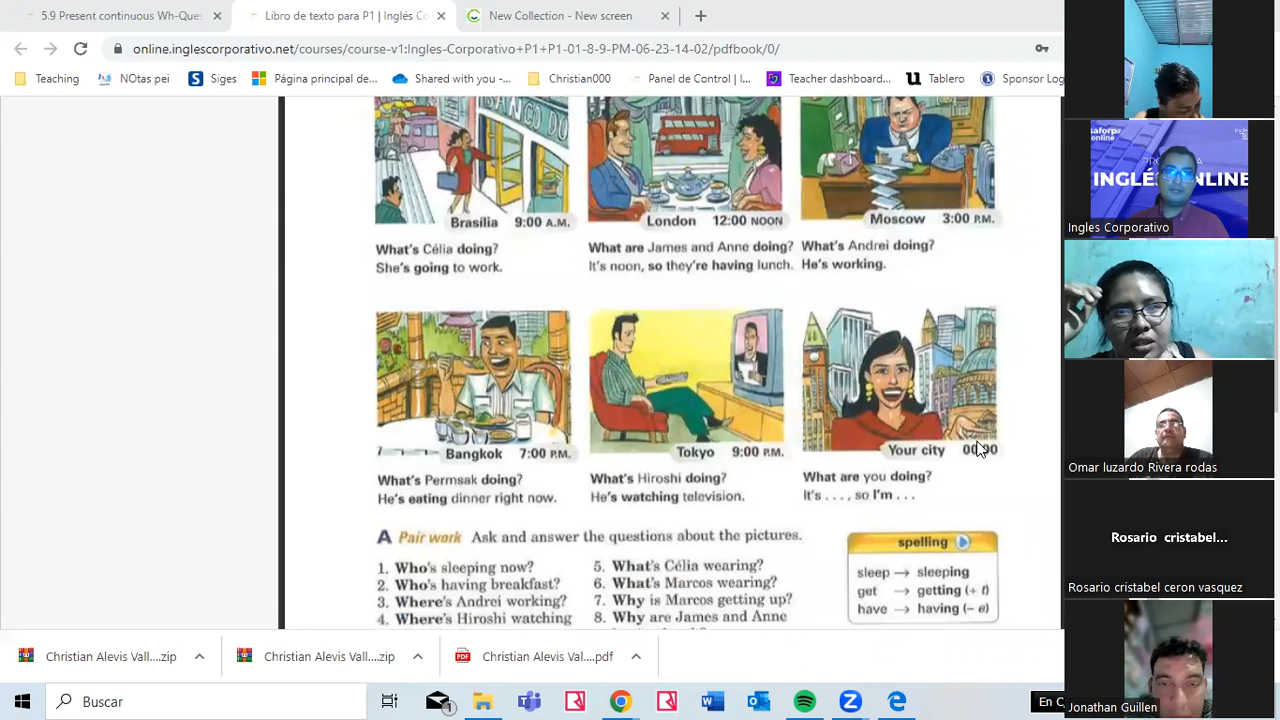 5.9 Present continuous Wh-Ques
Libro de texto para P1 | Inglés Co
New Collection - New screen
online.inglescorporativo.net/courses/course-v1:Ingles-Corporativo+P1+P1-01-8-9-PM-06-23-14-02/pdfbook/0/
Teaching
NOtas pei
Siges
Página principal de...
Shared with you -...
Christian000
Panel de Control | I...
Teacher dashboard...
Tablero
Sponsor Log
Brasília 9:00 A.M.
London 12:00 NOON
Moscow 3:00 P.M.
What's Célia doing?
She's going to work.
What are James and Anne doing?
It's noon, so they're having lunch.
What's Andrei doing?
He's working.
Bangkok 7:00 P.M.
Tokyo 9:00 P.M.
Your city
What's Permsak doing?
He's eating dinner right now.
What's Hiroshi doing?
He's watching television.
What are you doing?
It's . . . , so I'm . . .
A Pair work Ask and answer the questions about the pictures.
1. Who's sleeping now?
2. Who's having breakfast?
3. Where's Andrei working?
4. Where's Hiroshi watching
5. What's Célia wearing?
6. What's Marcos wearing?
7. Why is Marcos getting up?
8. Why are James and Anne
spelling
sleep → sleeping
get → getting (+ t)
have → having (− e)
INGLÉS ONLINE
Ingles Corporativo
Omar luzardo Rivera rodas
Rosario cristabel...
Rosario cristabel ceron vasquez
Jonathan Guillen
Christian Alevis Vall....zip
Christian Alevis Vall....zip
Christian Alevis Val....pdf
Buscar